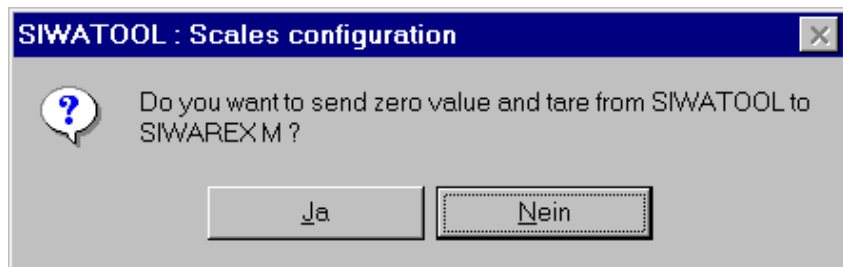 SIWATOOL : Scales configuration
Do you want to send zero value and tare from SIWATOOL to
SIWAREX M ?
Ja
Nein